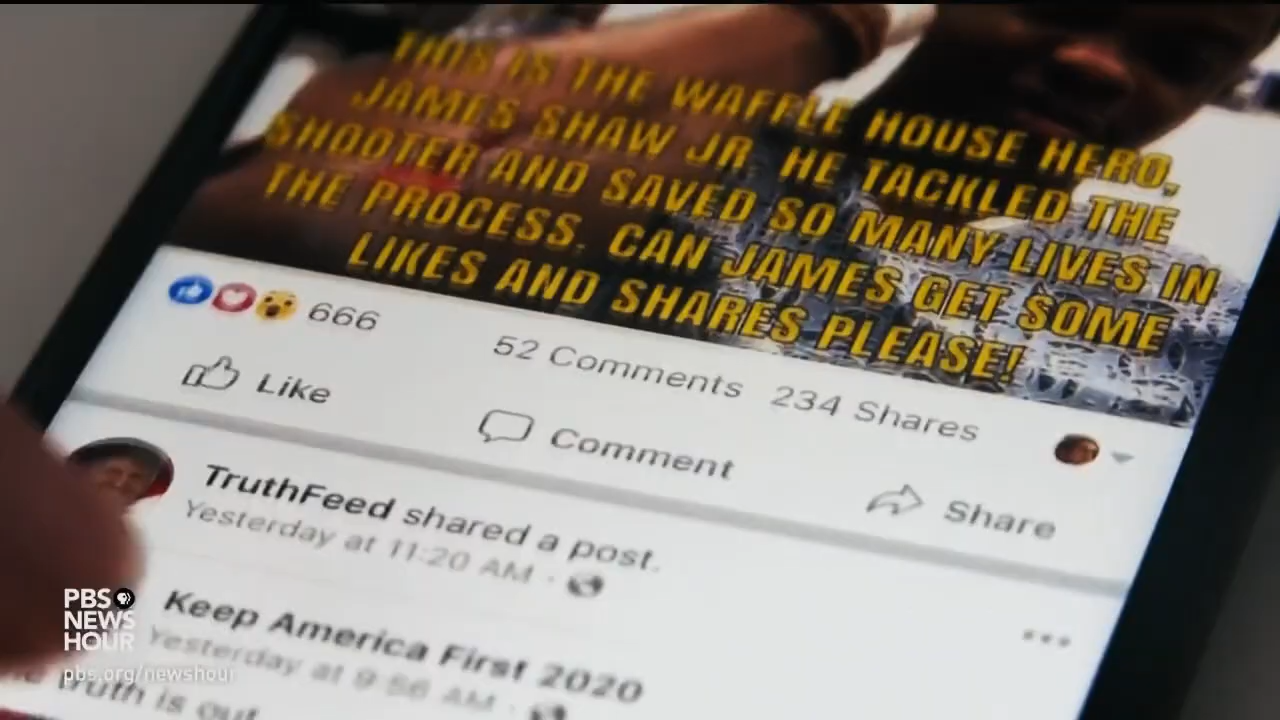 THIS IS THE WAFFLE HOUSE HERO,
JAMES SHAW JR. HE TACKLED THE
SHOOTER AND SAVED SO MANY LIVES IN
THE PROCESS. CAN JAMES GET SOME
LIKES AND SHARES PLEASE!
666
52 Comments 234 Shares
Like
Comment
Share
TruthFeed shared a post.
Yesterday at 11:20 AM ·
Keep America First 2020
Yesterday at 9:56 AM ·
truth is out
PBS
NEWS
HOUR
pbs.org/newshour